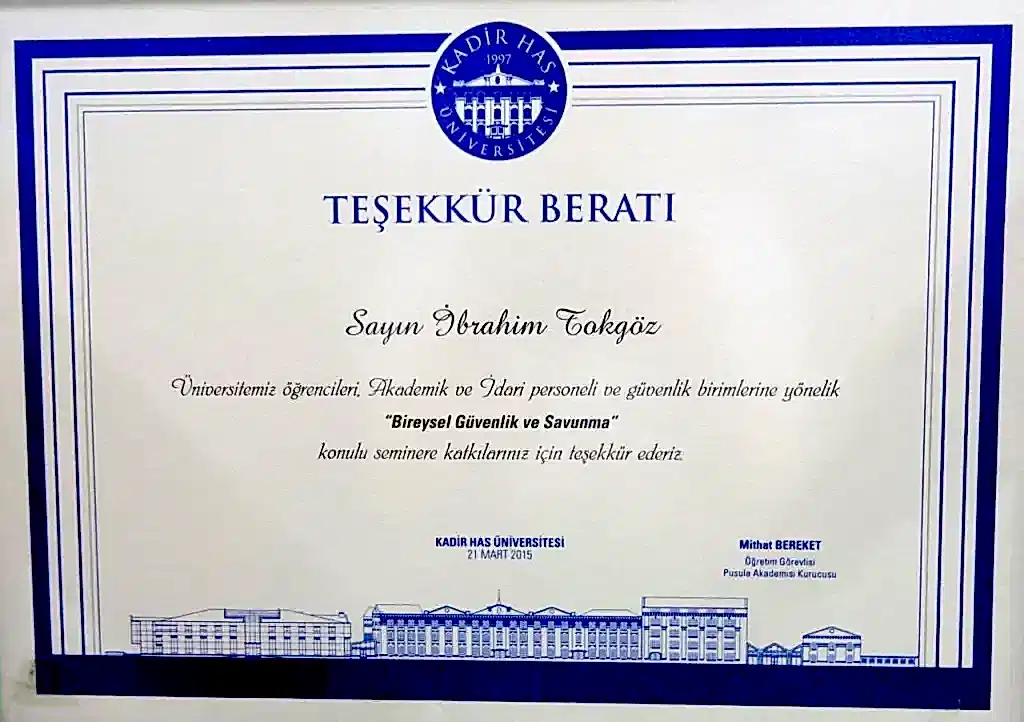 KADİR HAS
1997
ÜNİVERSİTESİ
TEŞEKKÜR BERATI
Sayın İbrahim Tokgöz
Üniversitemiz öğrencileri, Akademik ve İdari personeli ve güvenlik birimlerine yönelik
"Bireysel Güvenlik ve Savunma"
konulu seminere katkılarınız için teşekkür ederiz.
KADİR HAS ÜNİVERSİTESİ
21 MART 2015
Mithat BEREKET
Öğretim Görevlisi
Pusula Akademisi Kurucusu